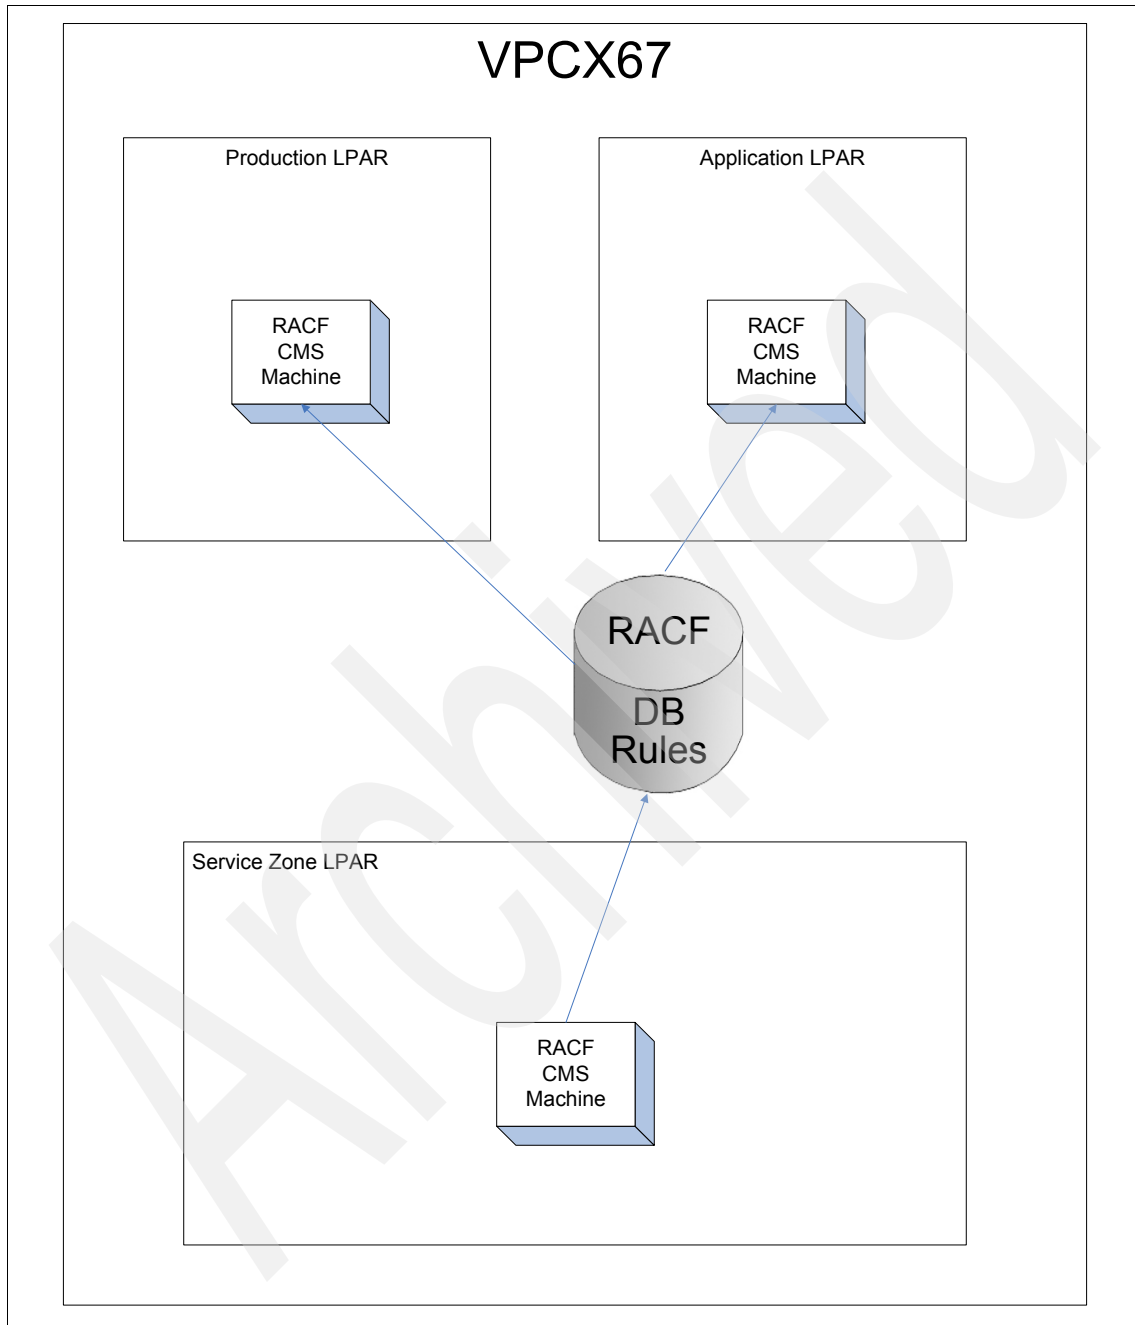 VPCX67
Production LPAR
RACF
CMS
Machine
Application LPAR
RACF
CMS
Machine
RACF
DB
Rules
Service Zone LPAR
RACF
CMS
Machine
Archived